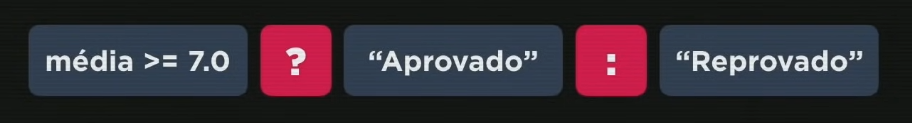 média >= 7.0 ? “Aprovado” : “Reprovado”